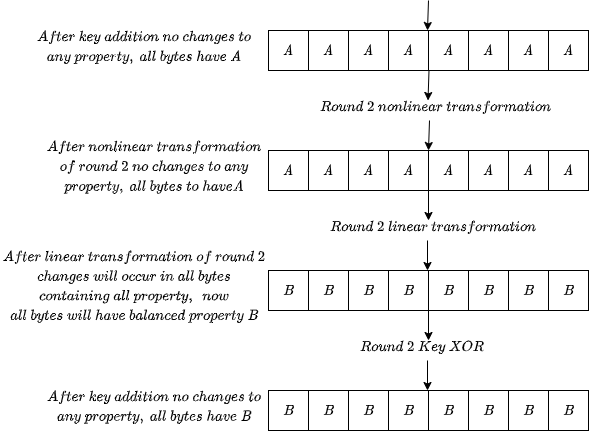 After key addition no changes to
any property, all bytes have A
A A A A A A A A
Round 2 nonlinear transformation
After nonlinear transformation
of round 2 no changes to any
property, all bytes to haveA
A A A A A A A A
Round 2 linear transformation
After linear transformation of round 2
changes will occur in all bytes
containing all property, now
all bytes will have balanced property B
B B B B B B B B
Round 2 Key XOR
After key addition no changes to
any property, all bytes have B
B B B B B B B B